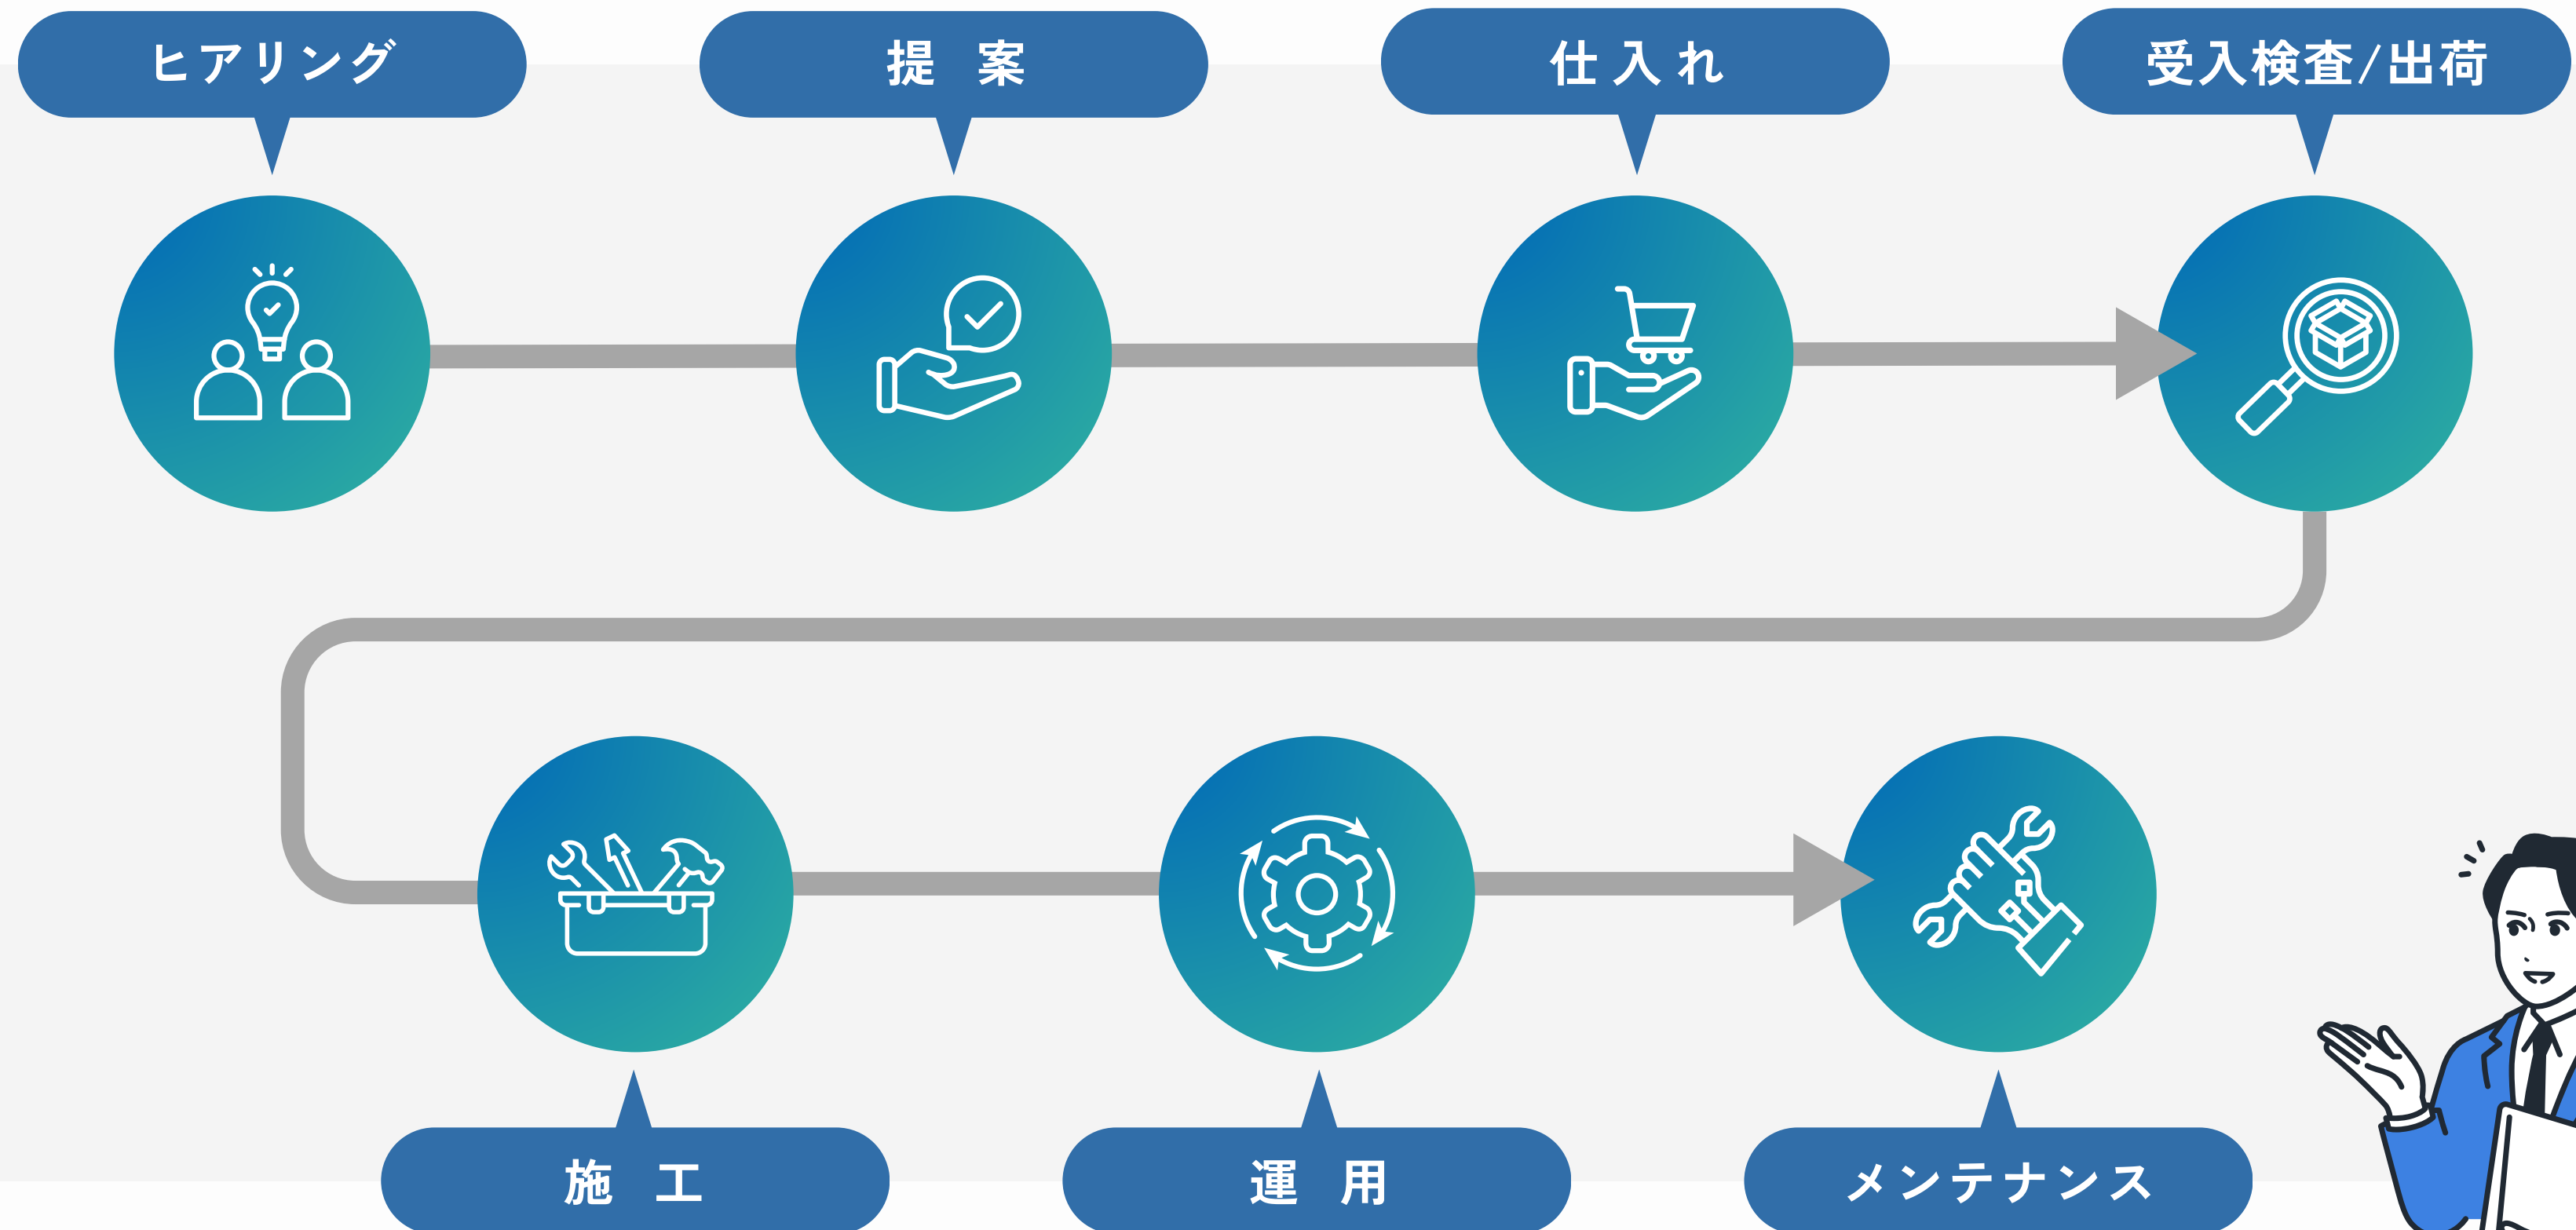 ヒアリング
提案
仕入れ
受入検査/出荷
施工
運用
メンテナンス